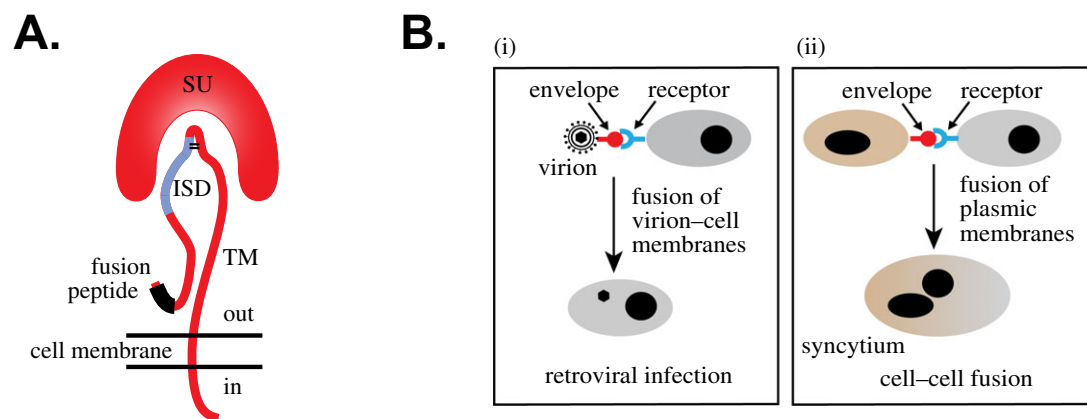 A.
SU
ISD
TM
fusion
peptide
out
cell membrane
in
B.
(i)
envelope receptor
virion
fusion of
virion–cell
membranes
retroviral infection
(ii)
envelope receptor
fusion of
plasmic
membranes
syncytium
cell–cell fusion